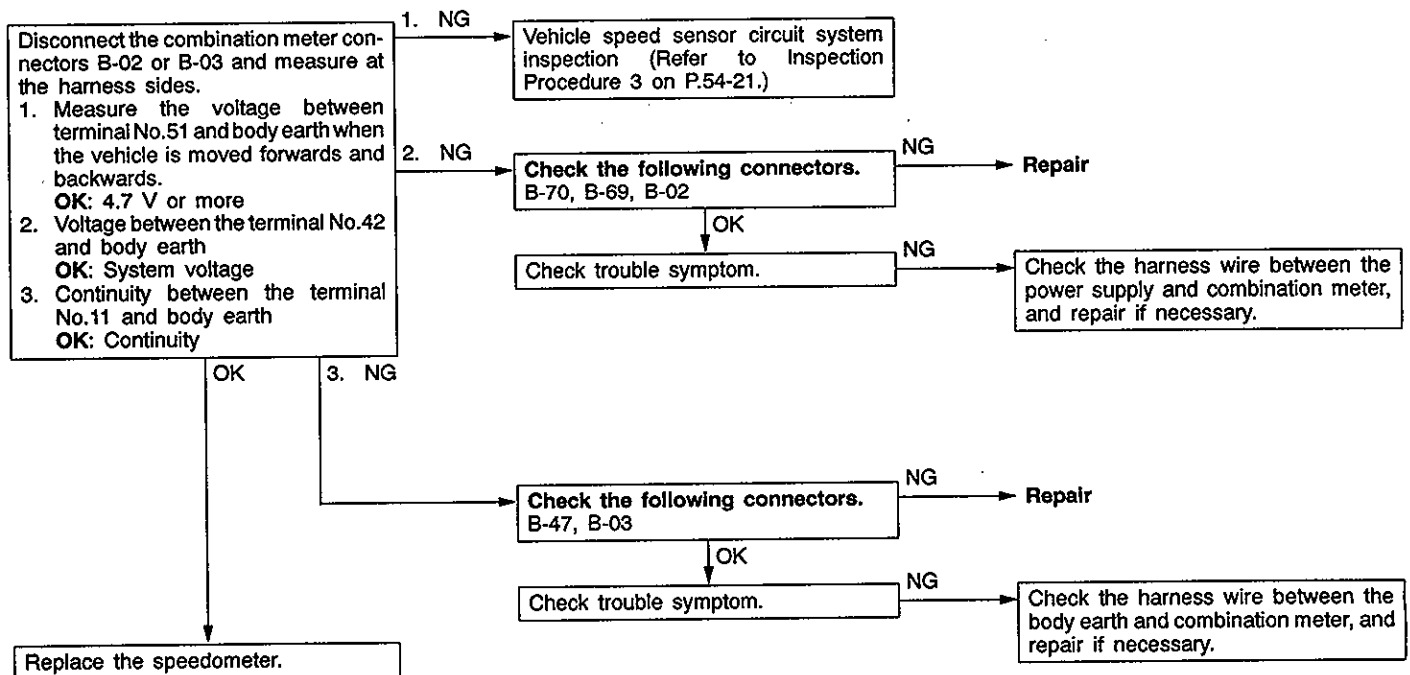 Disconnect the combination meter con-
nectors B-02 or B-03 and measure at
the harness sides.
1. Measure the voltage between
terminal No.51 and body earth when
the vehicle is moved forwards and
backwards.
OK: 4.7 V or more
2. Voltage between the terminal No.42
and body earth
OK: System voltage
3. Continuity between the terminal
No.11 and body earth
OK: Continuity
1. NG
Vehicle speed sensor circuit system
inspection (Refer to Inspection
Procedure 3 on P.54-21.)
2. NG
Check the following connectors.
B-70, B-69, B-02
NG
Repair
OK
Check trouble symptom.
NG
Check the harness wire between the
power supply and combination meter,
and repair if necessary.
OK
3. NG
Check the following connectors.
B-47, B-03
NG
Repair
OK
Check trouble symptom.
NG
Check the harness wire between the
body earth and combination meter, and
repair if necessary.
Replace the speedometer.